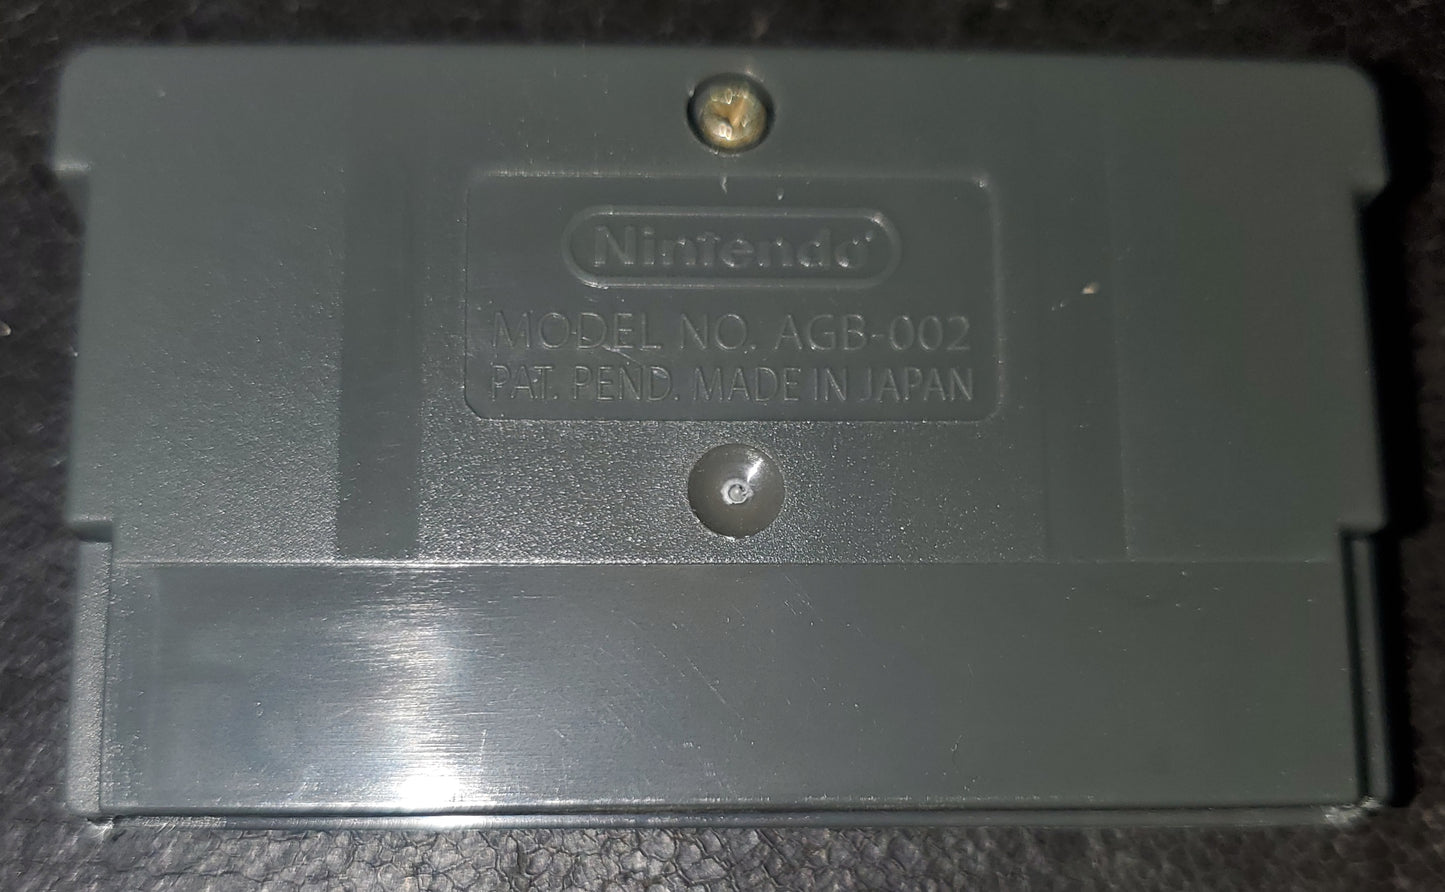 Nintendo
MODEL NO. AGB-002
PAT. PEND. MADE IN JAPAN